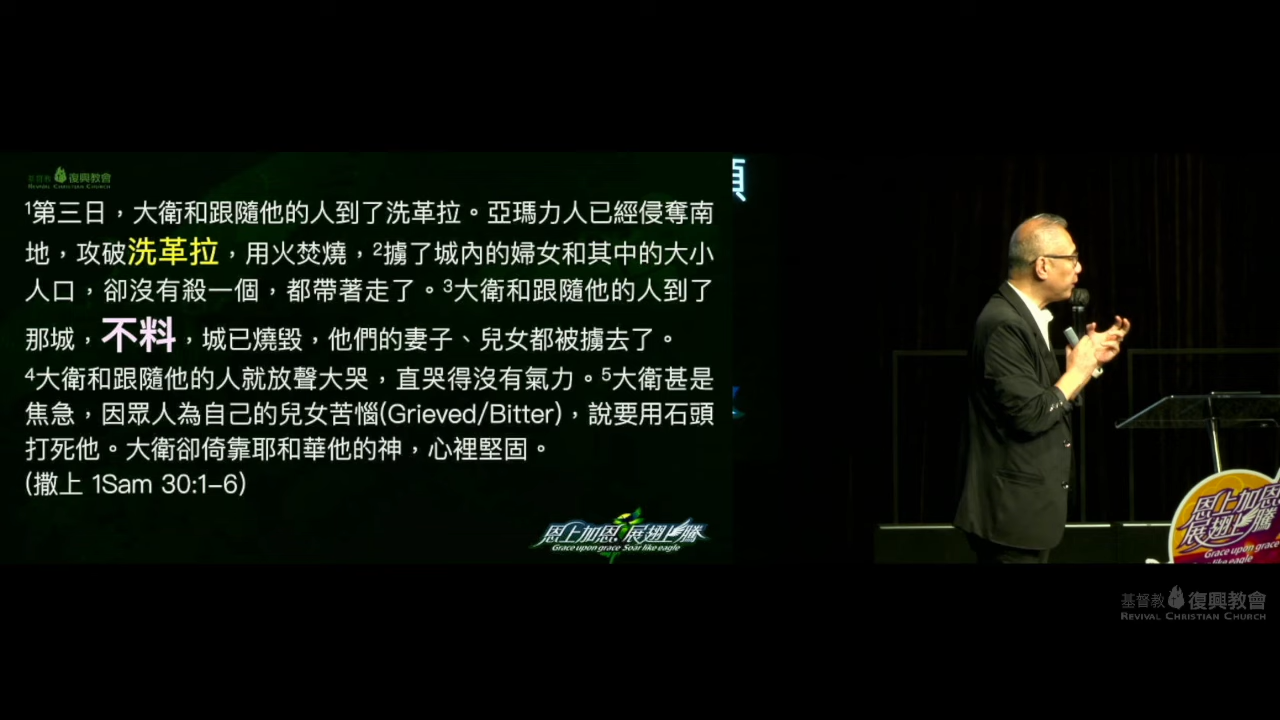 基督教 復興教會
REVIVAL CHRISTIAN CHURCH
1第三日，大衛和跟隨他的人到了洗革拉。亞瑪力人已經侵奪南
地，攻破洗革拉，用火焚燒，2擄了城內的婦女和其中的大小
人口，卻沒有殺一個，都帶著走了。3大衛和跟隨他的人到了
那城，不料，城已燒毀，他們的妻子、兒女都被擄去了。
4大衛和跟隨他的人就放聲大哭，直哭得沒有氣力。5大衛甚是
焦急，因眾人為自己的兒女苦惱(Grieved/Bitter)，說要用石頭
打死他。大衛卻倚靠耶和華他的神，心裡堅固。
(撒上 1Sam 30:1–6)
恩上加恩 展翅上騰
Grace upon grace Soar like eagle
恩上加恩
展翅上騰
Grace upon grace
like eagle
基督教 復興教會
REVIVAL CHRISTIAN CHURCH